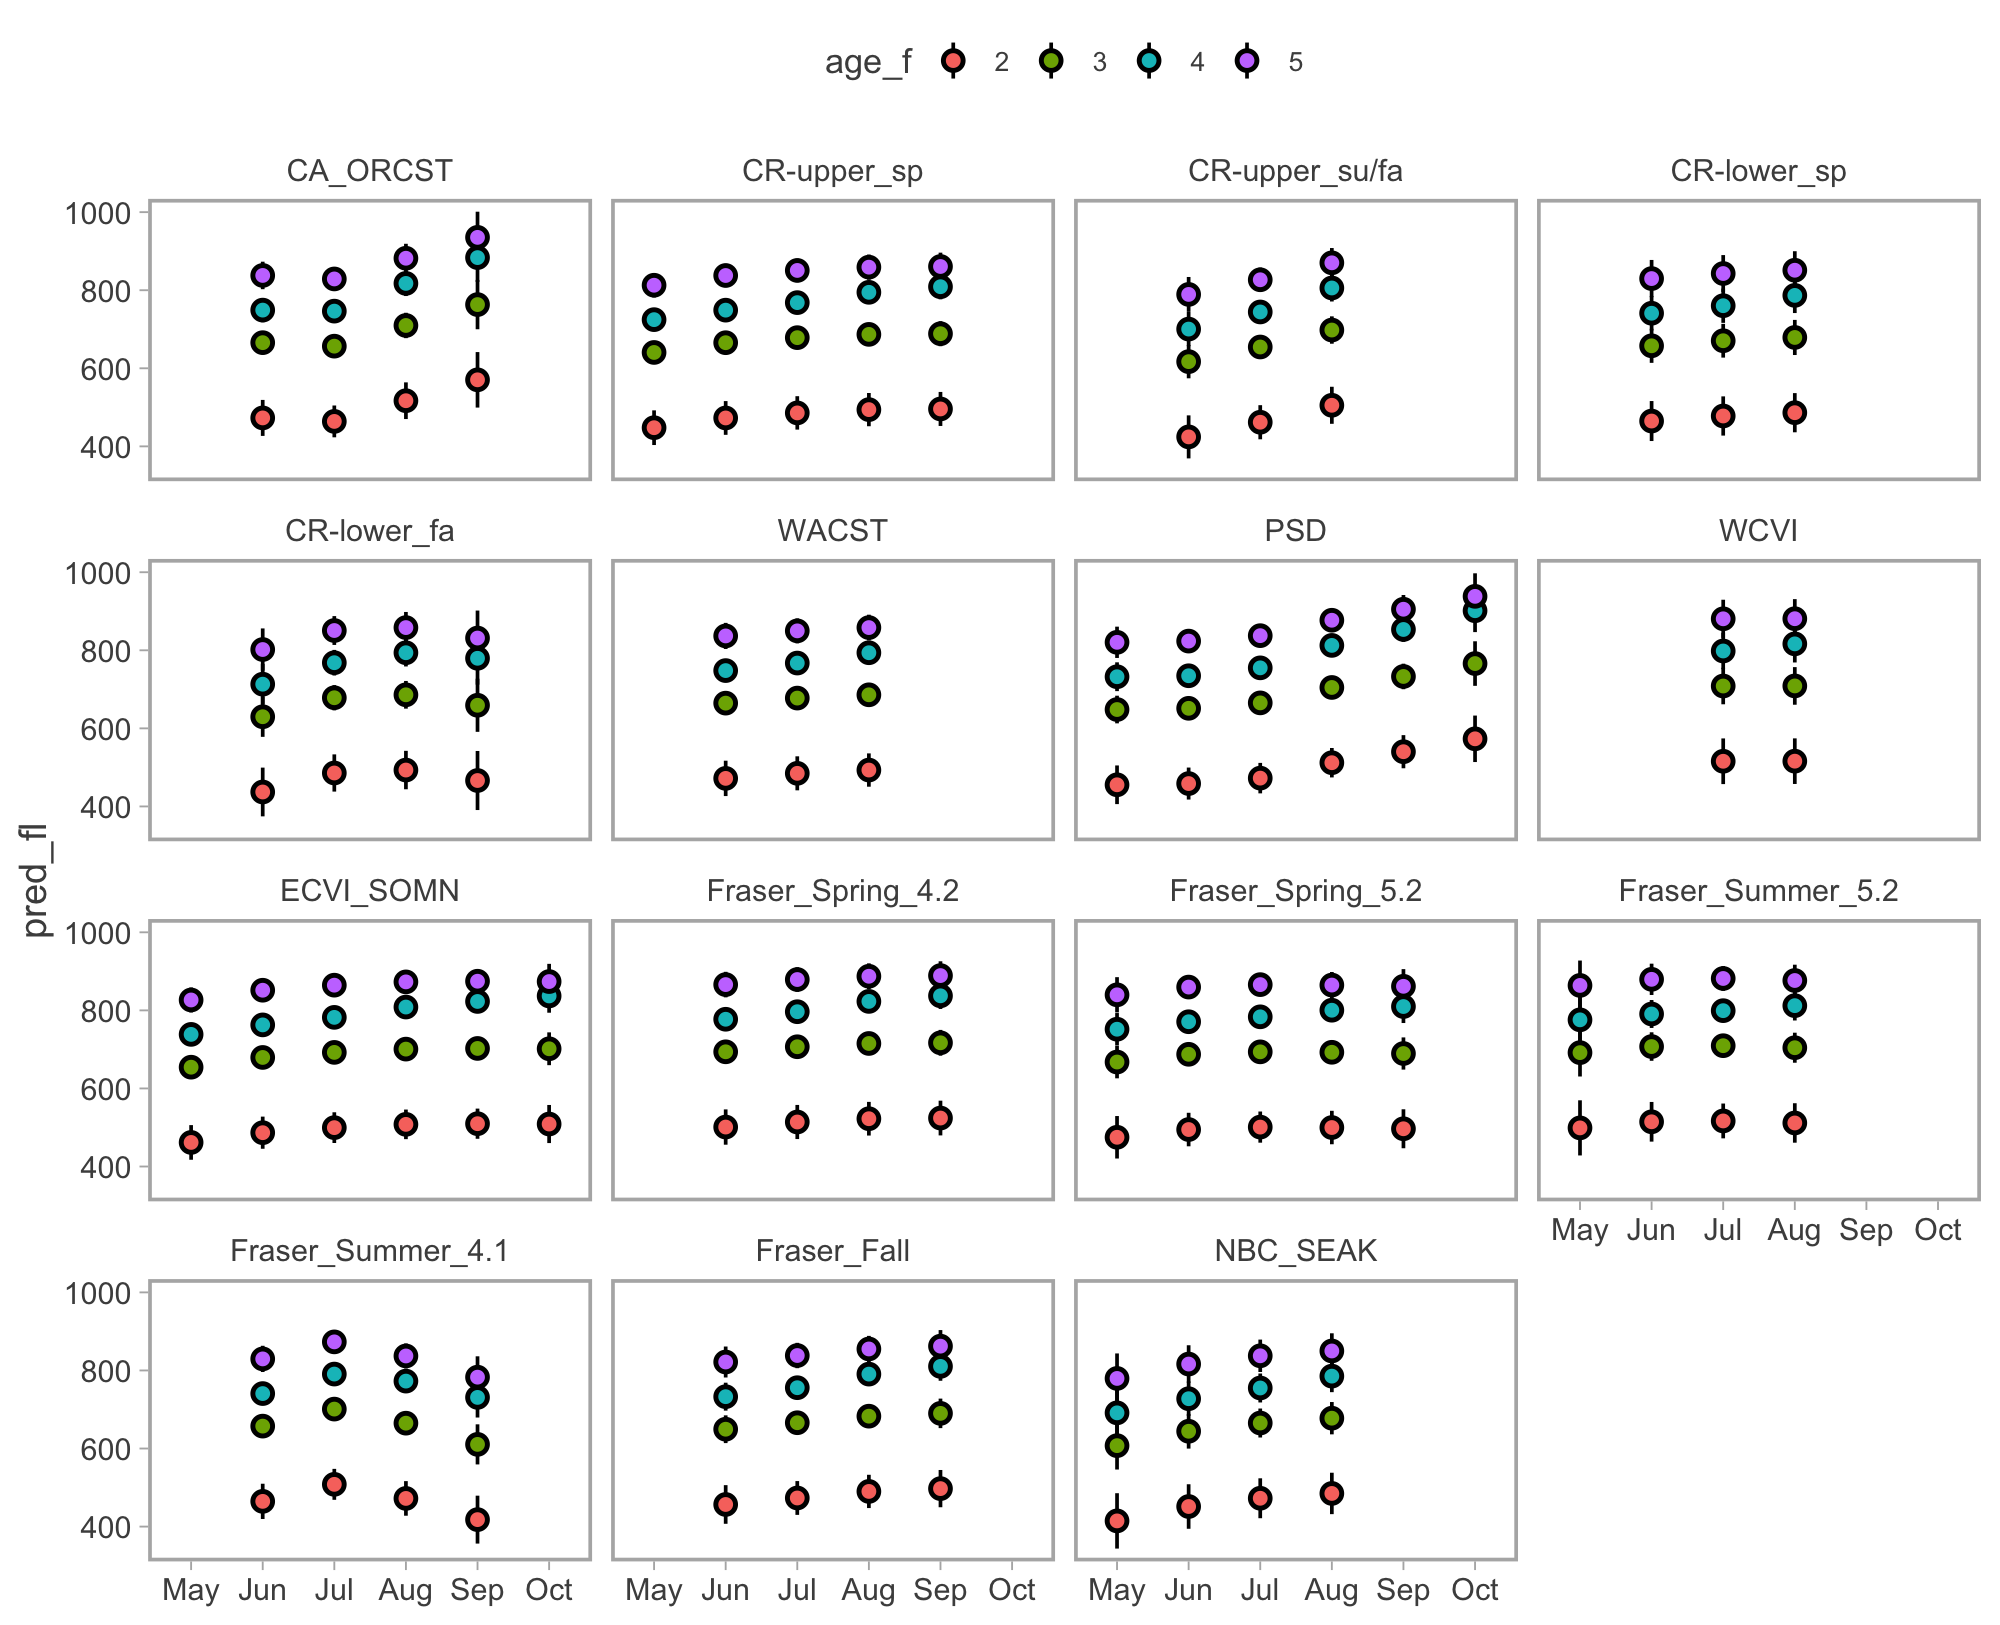 age_f 2 3 4 5
CA_ORCST CR-upper_sp CR-upper_su/fa CR-lower_sp
1000
800
600
400
CR-lower_fa WACST PSD WCVI
1000
800
600
400
pred_fl
ECVI_SOMN Fraser_Spring_4.2 Fraser_Spring_5.2 Fraser_Summer_5.2
1000
800
600
400
May Jun Jul Aug Sep Oct
Fraser_Summer_4.1 Fraser_Fall NBC_SEAK
1000
800
600
400
May Jun Jul Aug Sep Oct May Jun Jul Aug Sep Oct May Jun Jul Aug Sep Oct